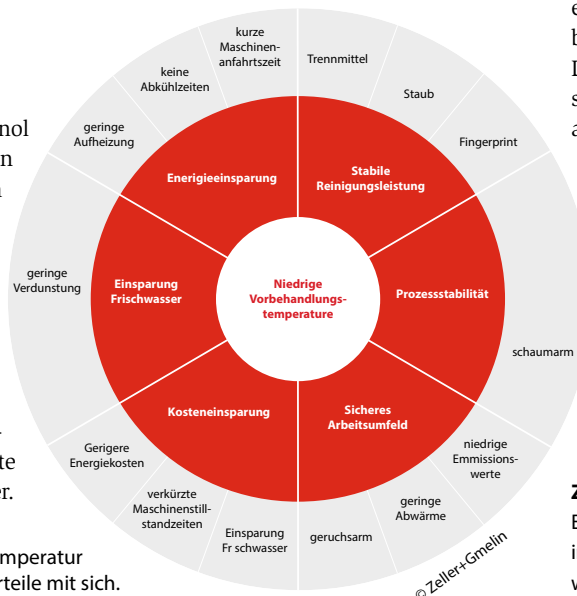 kurze
Maschinen-
anfahrtszeit
Trennmittel
keine
Abkühlzeiten
Staub
geringe
Aufheizung
Fingerprint
Energieeinsparung
Stabile
Reinigungsleistung
geringe
Verdunstung
Einsparung
Frischwasser
Niedrige
Vorbehandlungs-
temperature
Prozessstabilität
schaumarm
Kosteneinsparung
Sicheres
Arbeitsumfeld
Gerigere
Energiekosten
niedrige
Emmissions-
werte
verkürzte
Maschinenstill-
standzeiten
geringe
Abwärme
Einsparung
Fr schwasser
geruchsarm
© Zeller+Gmelin
nol
n
te
er.
mperatur
rteile mit sich.
e
b
s
a
Z
E
i
w